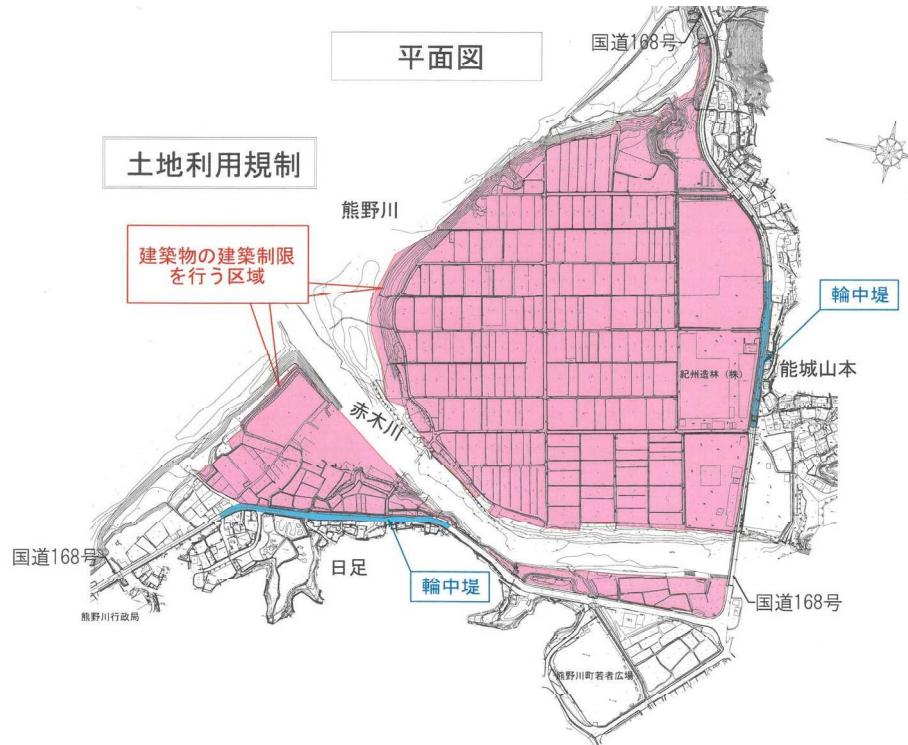 国道168号
平面図
土地利用規制
熊野川
建築物の建築制限
を行う区域
輪中堤
紀州造林（株）
能城山本
赤木川
国道168号
日足
輪中堤
国道168号
熊野川行政局
熊野川町若者広場